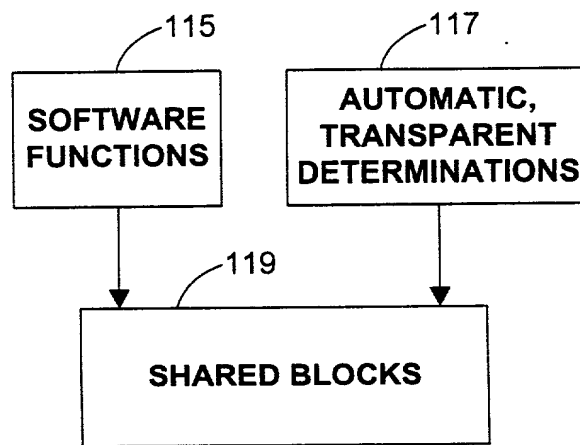 115
117
SOFTWARE
FUNCTIONS
AUTOMATIC,
TRANSPARENT
DETERMINATIONS
119
SHARED BLOCKS